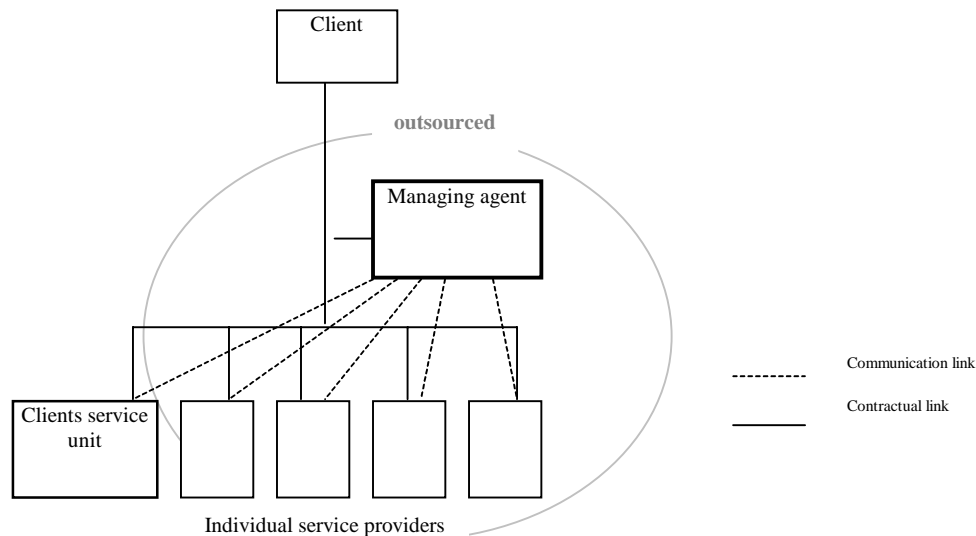 Client
outsourced
Managing agent
Communication link
Contractual link
Clients service
unit
Individual service providers